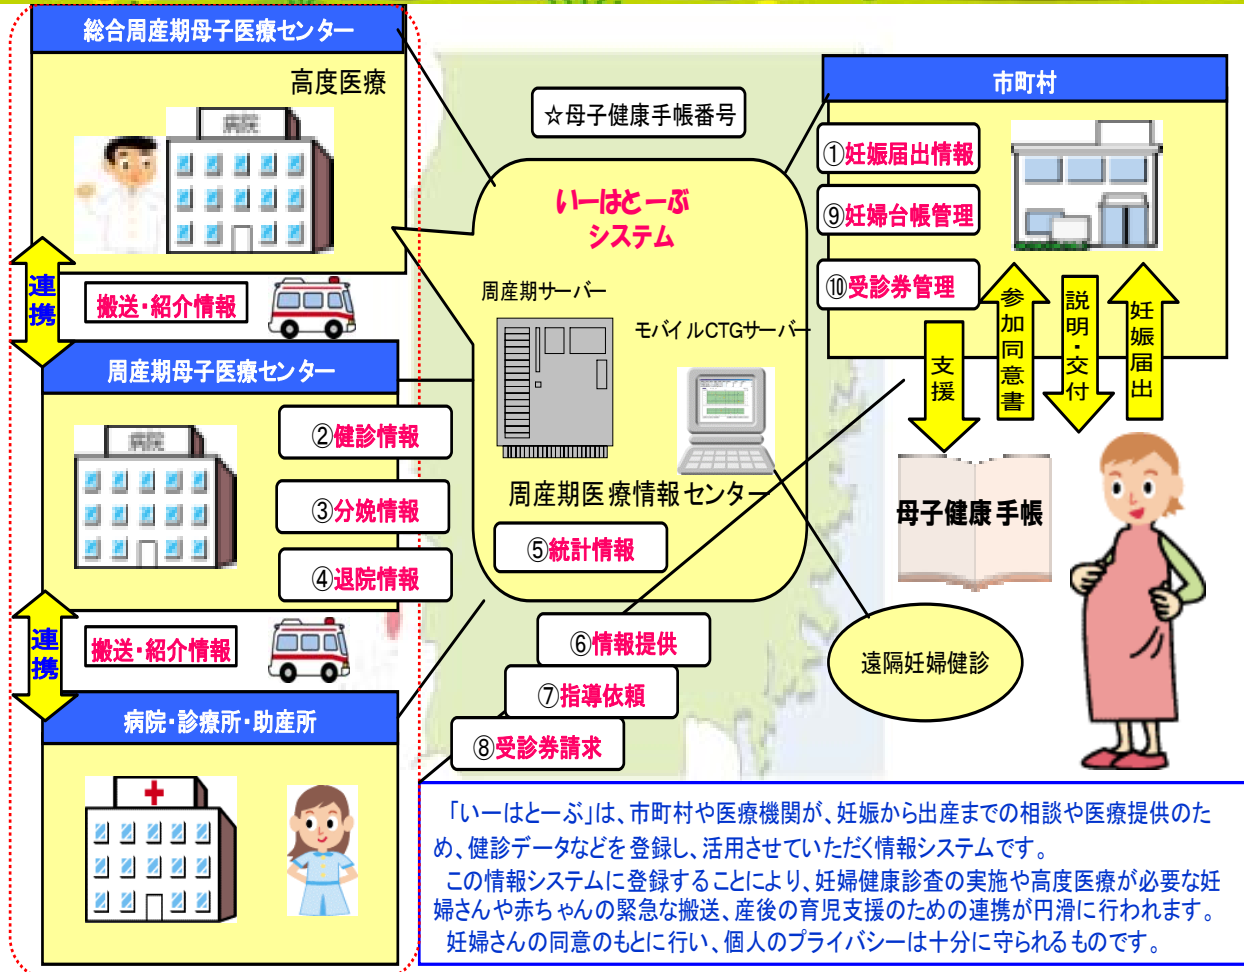 総合周産期母子医療センター
高度医療
病院
連携
搬送・紹介情報
周産期母子医療センター
病院
②健診情報
③分娩情報
④退院情報
連携
搬送・紹介情報
病院・診療所・助産所
☆母子健康手帳番号
いーはとーぶ
システム
周産期サーバー
モバイルCTGサーバー
周産期医療情報センター
⑤統計情報
⑥情報提供
⑦指導依頼
⑧受診券請求
市町村
①妊娠届出情報
⑨妊婦台帳管理
⑩受診券管理
支援
参加同意書
説明・交付
妊娠届出
母子健康手帳
遠隔妊婦健診
「いーはとーぶ」は、市町村や医療機関が、妊娠から出産までの相談や医療提供のた
め、健診データなどを登録し、活用させていただく情報システムです。
この情報システムに登録することにより、妊婦健康診査の実施や高度医療が必要な妊
婦さんや赤ちゃんの緊急な搬送、産後の育児支援のための連携が円滑に行われます。
妊婦さんの同意のもとに行い、個人のプライバシーは十分に守られるものです。